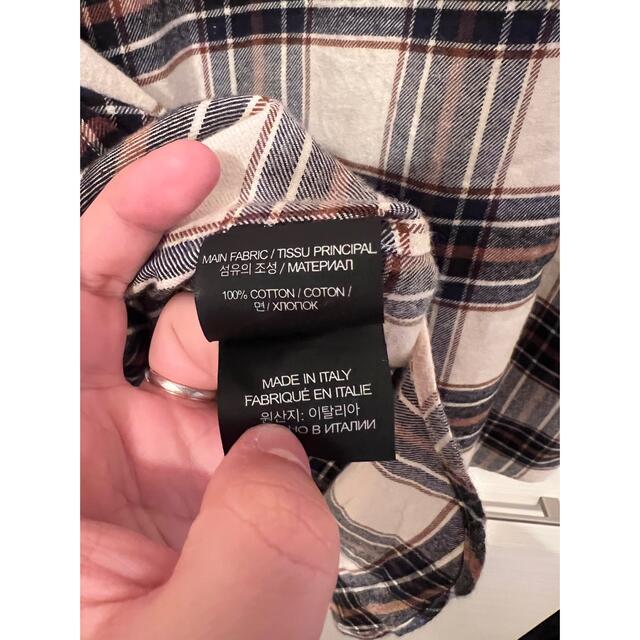 MAIN FABRIC / TISSU PRINCIPAL
섬유의 조성 / МАТЕРИАЛ
100% COTTON / COTON /
면 / ХЛОПОК
MADE IN ITALY
FABRIQUÉ EN ITALIE
원산지: 이탈리아
В ИТАЛИИ